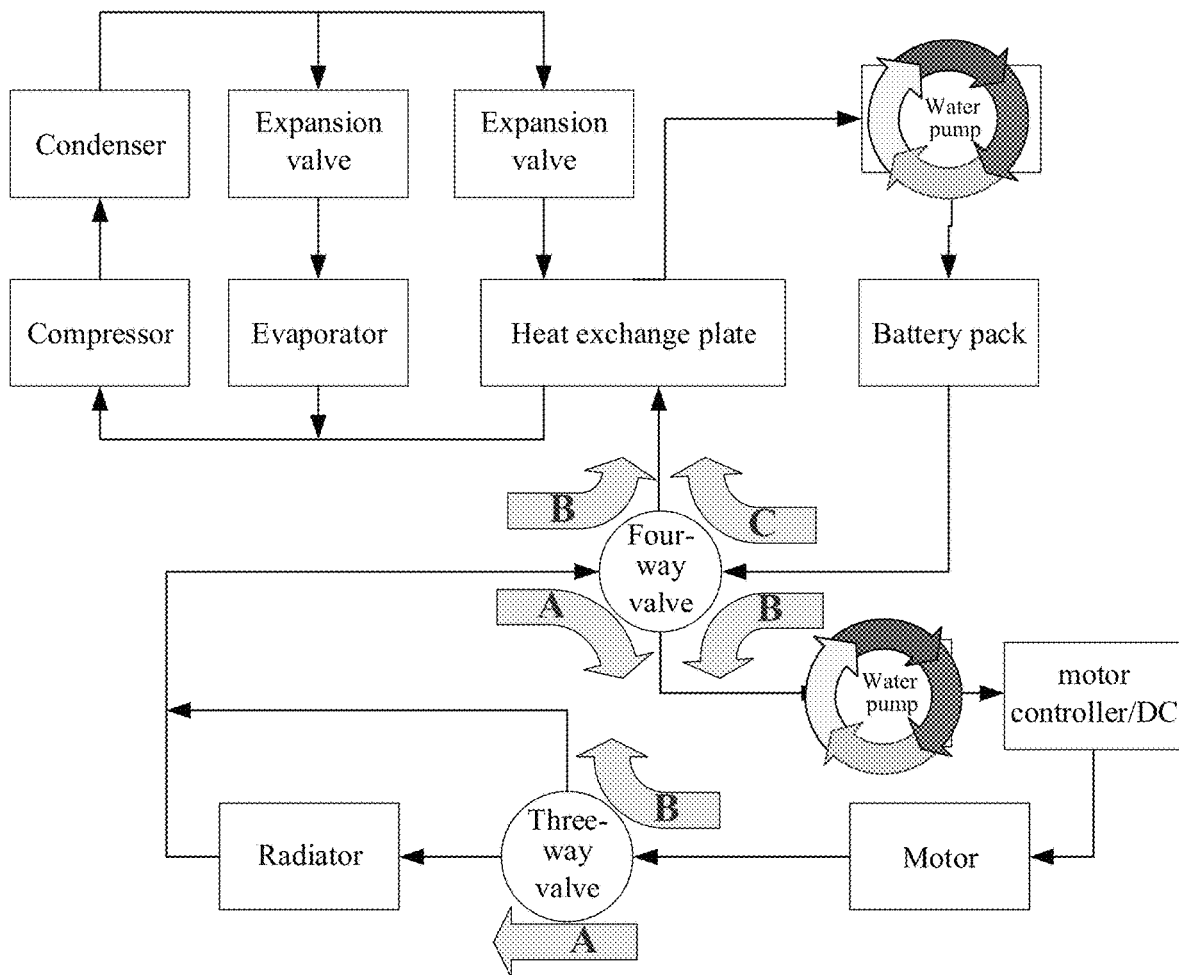 Condenser
Expansion
valve
Expansion
valve
Water
pump
Compressor
Evaporator
Heat exchange plate
Battery pack
B
C
Four-
way
valve
A
B
Water
pump
motor
controller/DC
B
Radiator
Three-
way
valve
Motor
A